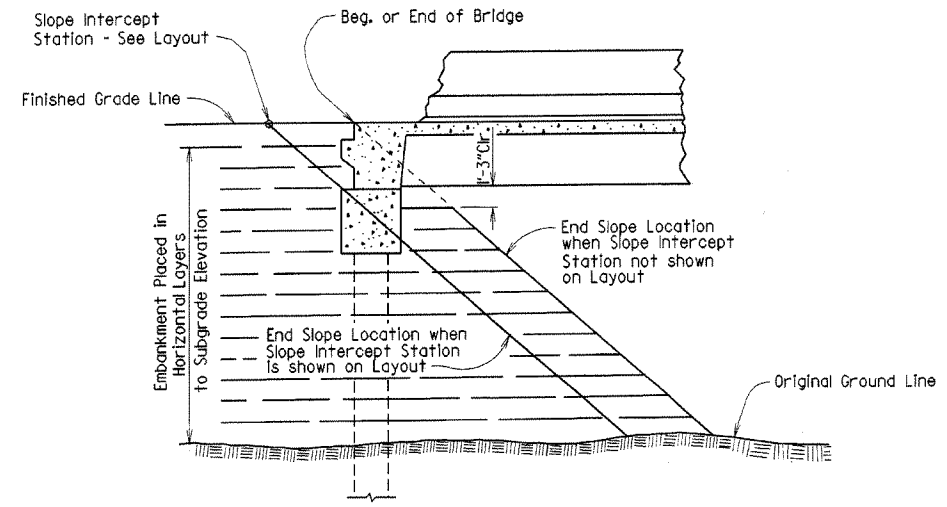 Slope Intercept
Station - See Layout
Beg. or End of Bridge
Finished Grade Line
1'-3"Clr
End Slope Location
when Slope Intercept
Station not shown
on Layout
Embankment Placed in
Horizontal Layers
to Subgrade Elevation
End Slope Location when
Slope Intercept Station
is shown on Layout
Original Ground Line